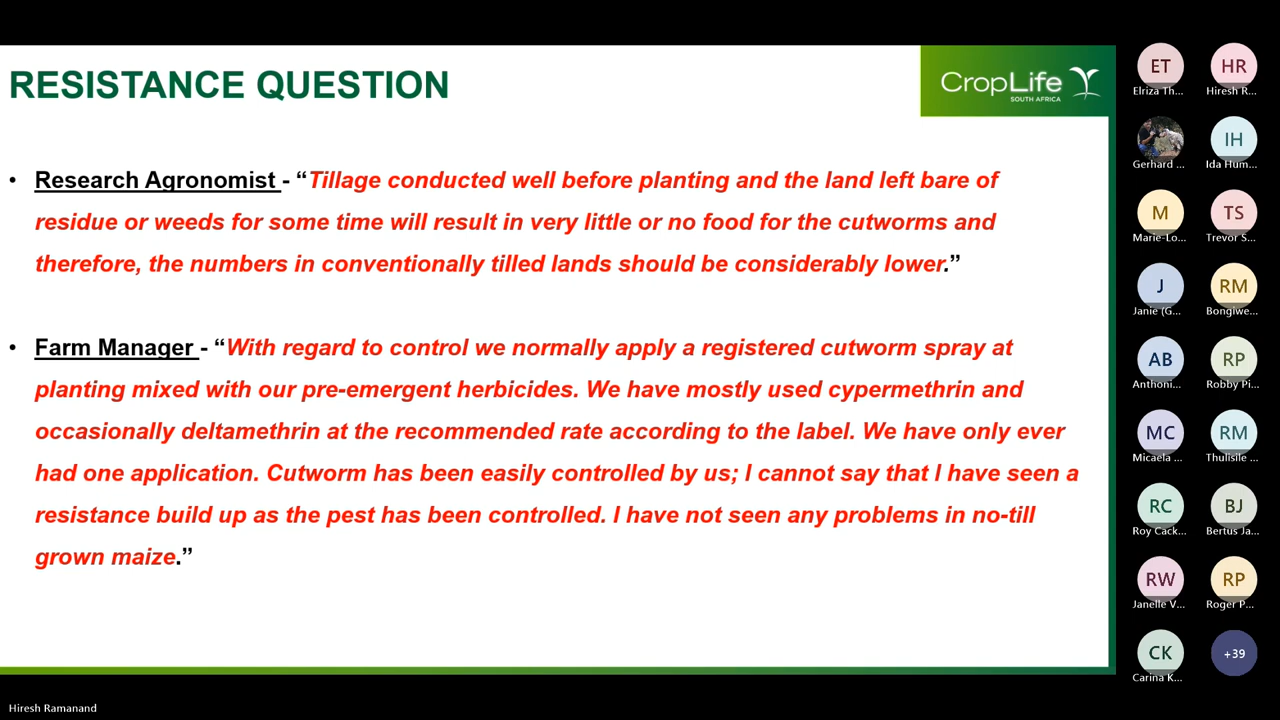 RESISTANCE QUESTION
CropLife
SOUTH AFRICA
• Research Agronomist - “Tillage conducted well before planting and the land left bare of
residue or weeds for some time will result in very little or no food for the cutworms and
therefore, the numbers in conventionally tilled lands should be considerably lower.”
• Farm Manager - “With regard to control we normally apply a registered cutworm spray at
planting mixed with our pre-emergent herbicides. We have mostly used cypermethrin and
occasionally deltamethrin at the recommended rate according to the label. We have only ever
had one application. Cutworm has been easily controlled by us; I cannot say that I have seen a
resistance build up as the pest has been controlled. I have not seen any problems in no-till
grown maize.”
ET
HR
Elriza Th...
Hiresh R...
IH
Gerhard ...
Ida Hum...
M
TS
Marie-Lo...
Trevor S...
J
RM
Janie (G...
Bongiwe...
AB
RP
Anthoni...
Robby Pi...
MC
RM
Micaela ...
Thulisile ...
RC
BJ
Roy Cack...
Bertus Ja...
RW
RP
Janelle V...
Roger P...
CK
+39
Carina K...
Hiresh Ramanand